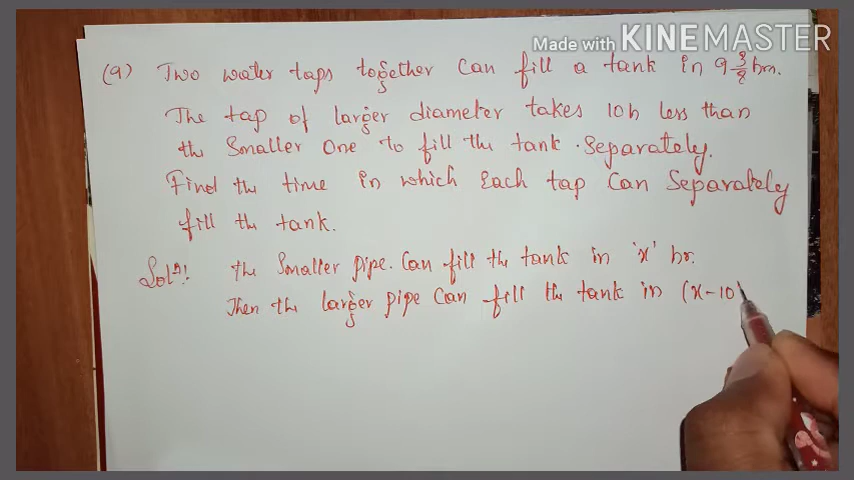 Made with KINEMASTER
(9) Two water taps together can fill a tank in 9 3/8 hrs.
The tap of larger diameter takes 10h less than
the smaller one to fill the tank . Separately.
Find the time in which each tap can separately
fill the tank.
Solⁿ! the smaller pipe. can fill the tank in 'x' hr.
Then the larger pipe can fill the tank in (x-10)